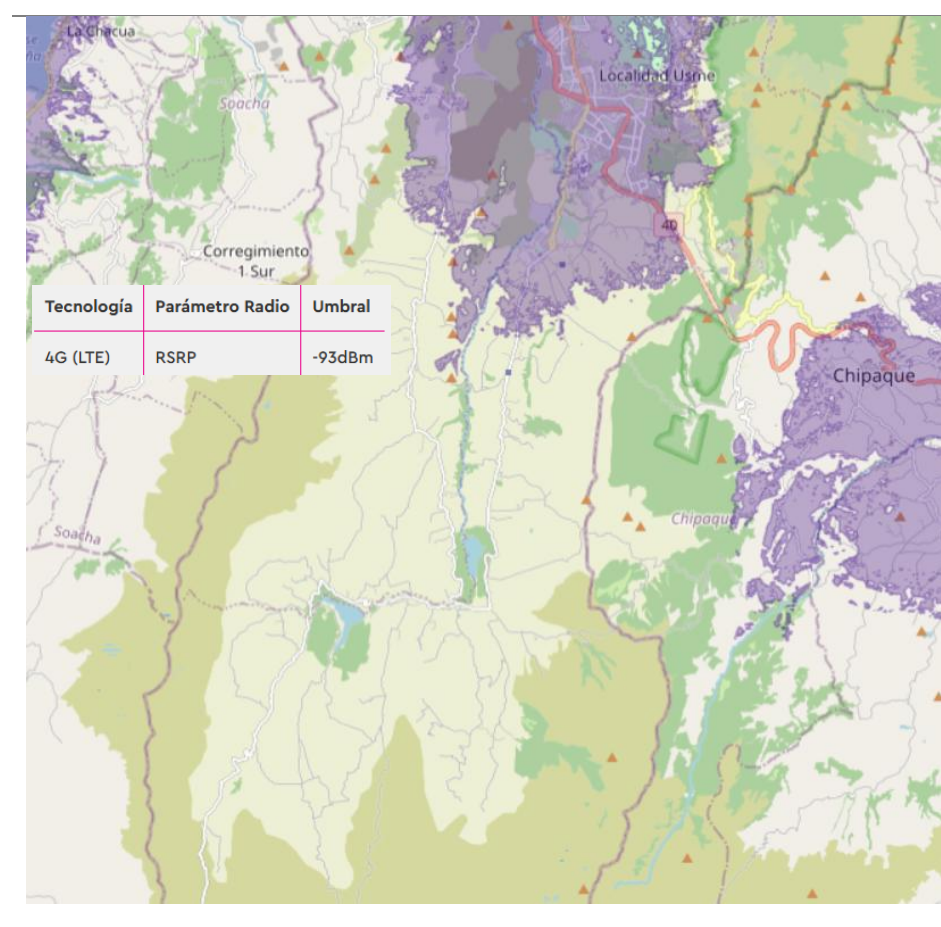 La Chacua
Localidad Usme
Soacha
40
Corregimiento
1 Sur
Tecnología Parámetro Radio Umbral
4G (LTE) RSRP -93dBm
Chipaque
Chipaque
Soacha